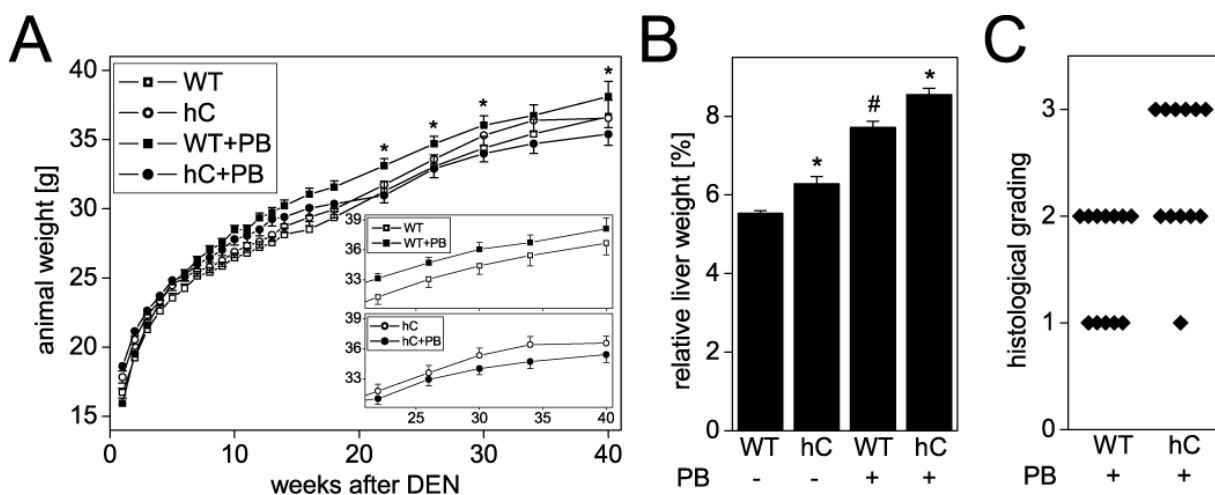 A
animal weight [g]
40
35
30
25
20
15
WT
hC
WT+PB
hC+PB
* * * *
39
36
33
WT
WT+PB
39
36
33
hC
hC+PB
25 30 35 40
0 10 20 30 40
weeks after DEN
B
relative liver weight [%]
8
6
4
2
0
* # *
WT hC WT hC
PB - - + +
C
histological grading
3
2
1
0
WT hC
PB + +